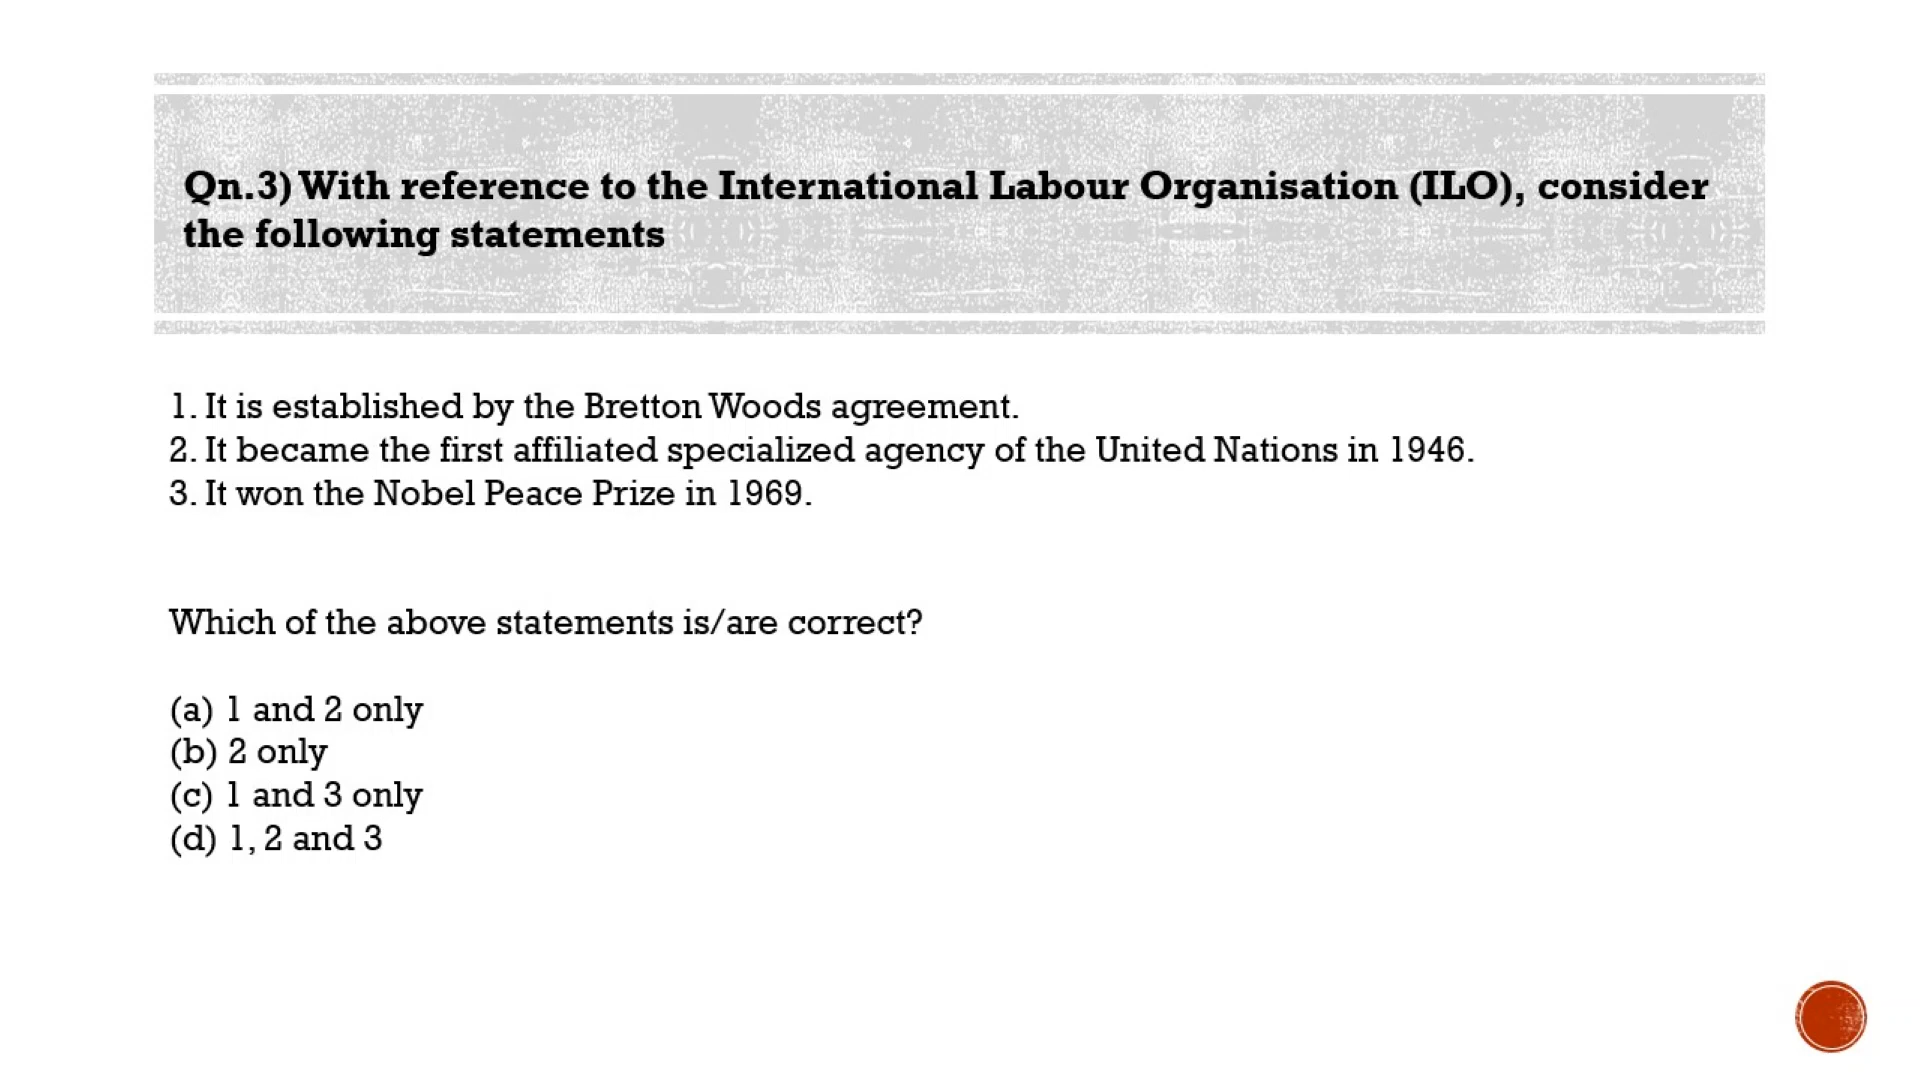 Qn.3) With reference to the International Labour Organisation (ILO), consider
the following statements
1. It is established by the Bretton Woods agreement.
2. It became the first affiliated specialized agency of the United Nations in 1946.
3. It won the Nobel Peace Prize in 1969.
Which of the above statements is/are correct?
(a) 1 and 2 only
(b) 2 only
(c) 1 and 3 only
(d) 1, 2 and 3